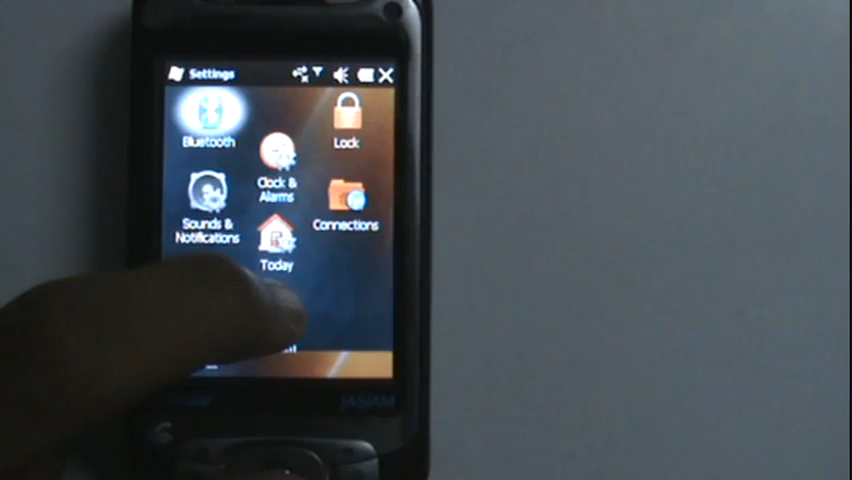 Settings
Bluetooth
Lock
Clock &
Alarms
Sounds &
Notifications
Connections
Today
JASJAM